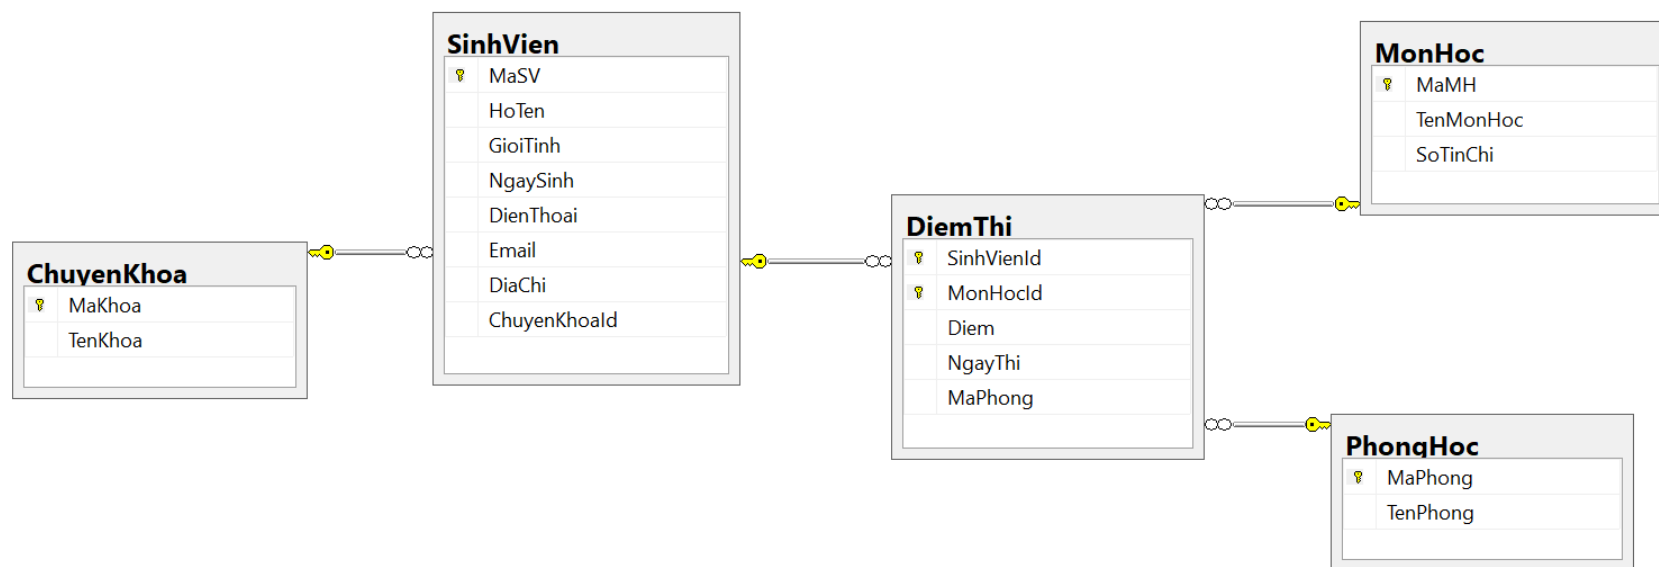 SinhVien
MaSV
HoTen
GioiTinh
NgaySinh
DienThoai
Email
DiaChi
ChuyenKhoaId
ChuyenKhoa
MaKhoa
TenKhoa
DiemThi
SinhVienId
MonHocId
Diem
NgayThi
MaPhong
MonHoc
MaMH
TenMonHoc
SoTinChi
PhongHoc
MaPhong
TenPhong